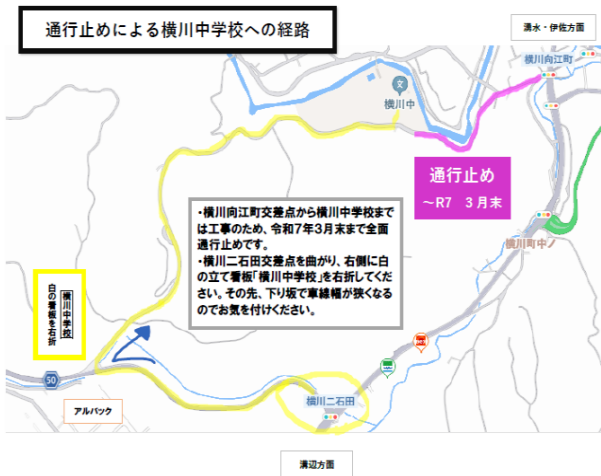 通行止めによる横川中学校への経路
湧水・伊佐方面
横川向江町
文
横川中
通行止め
～R7 3月末
横川町中ノ
・横川向江町交差点から横川中学校まで
は工事のため、令和7年3月末まで全面
通行止めです。
・横川二石田交差点を曲がり、右側に白
の立て看板「横川中学校」を右折してくだ
さい。その先、下り坂で車線幅が狭くなる
のでお気を付けください。
横川中学校
白の看板を右折
50
アルバック
横川二石田
溝辺方面